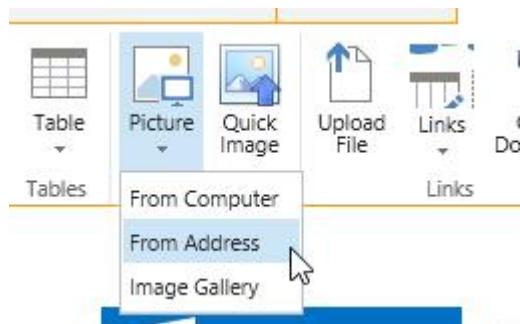 Table
Picture
Quick
Image
Upload
File
Links
Tables
Links
From Computer
From Address
Image Gallery